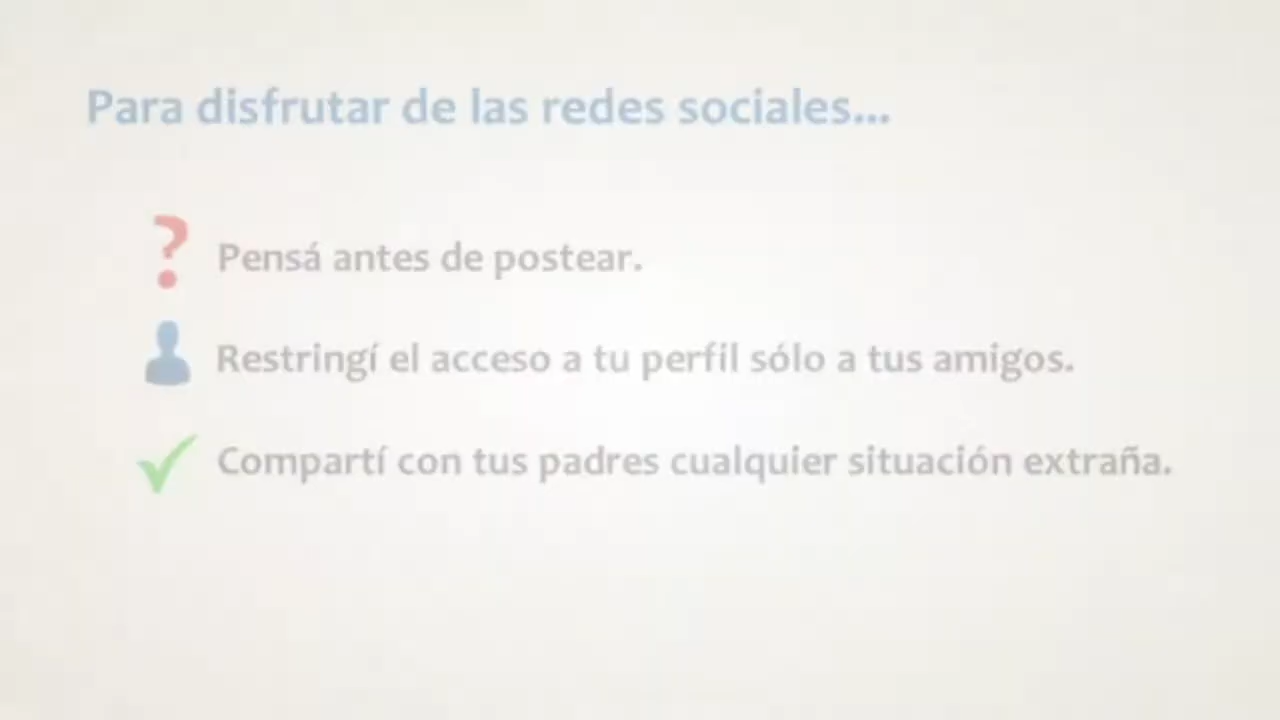 Para disfrutar de las redes sociales...
Pensá antes de postear.
Restringí el acceso a tu perfil sólo a tus amigos.
Compartí con tus padres cualquier situación extraña.